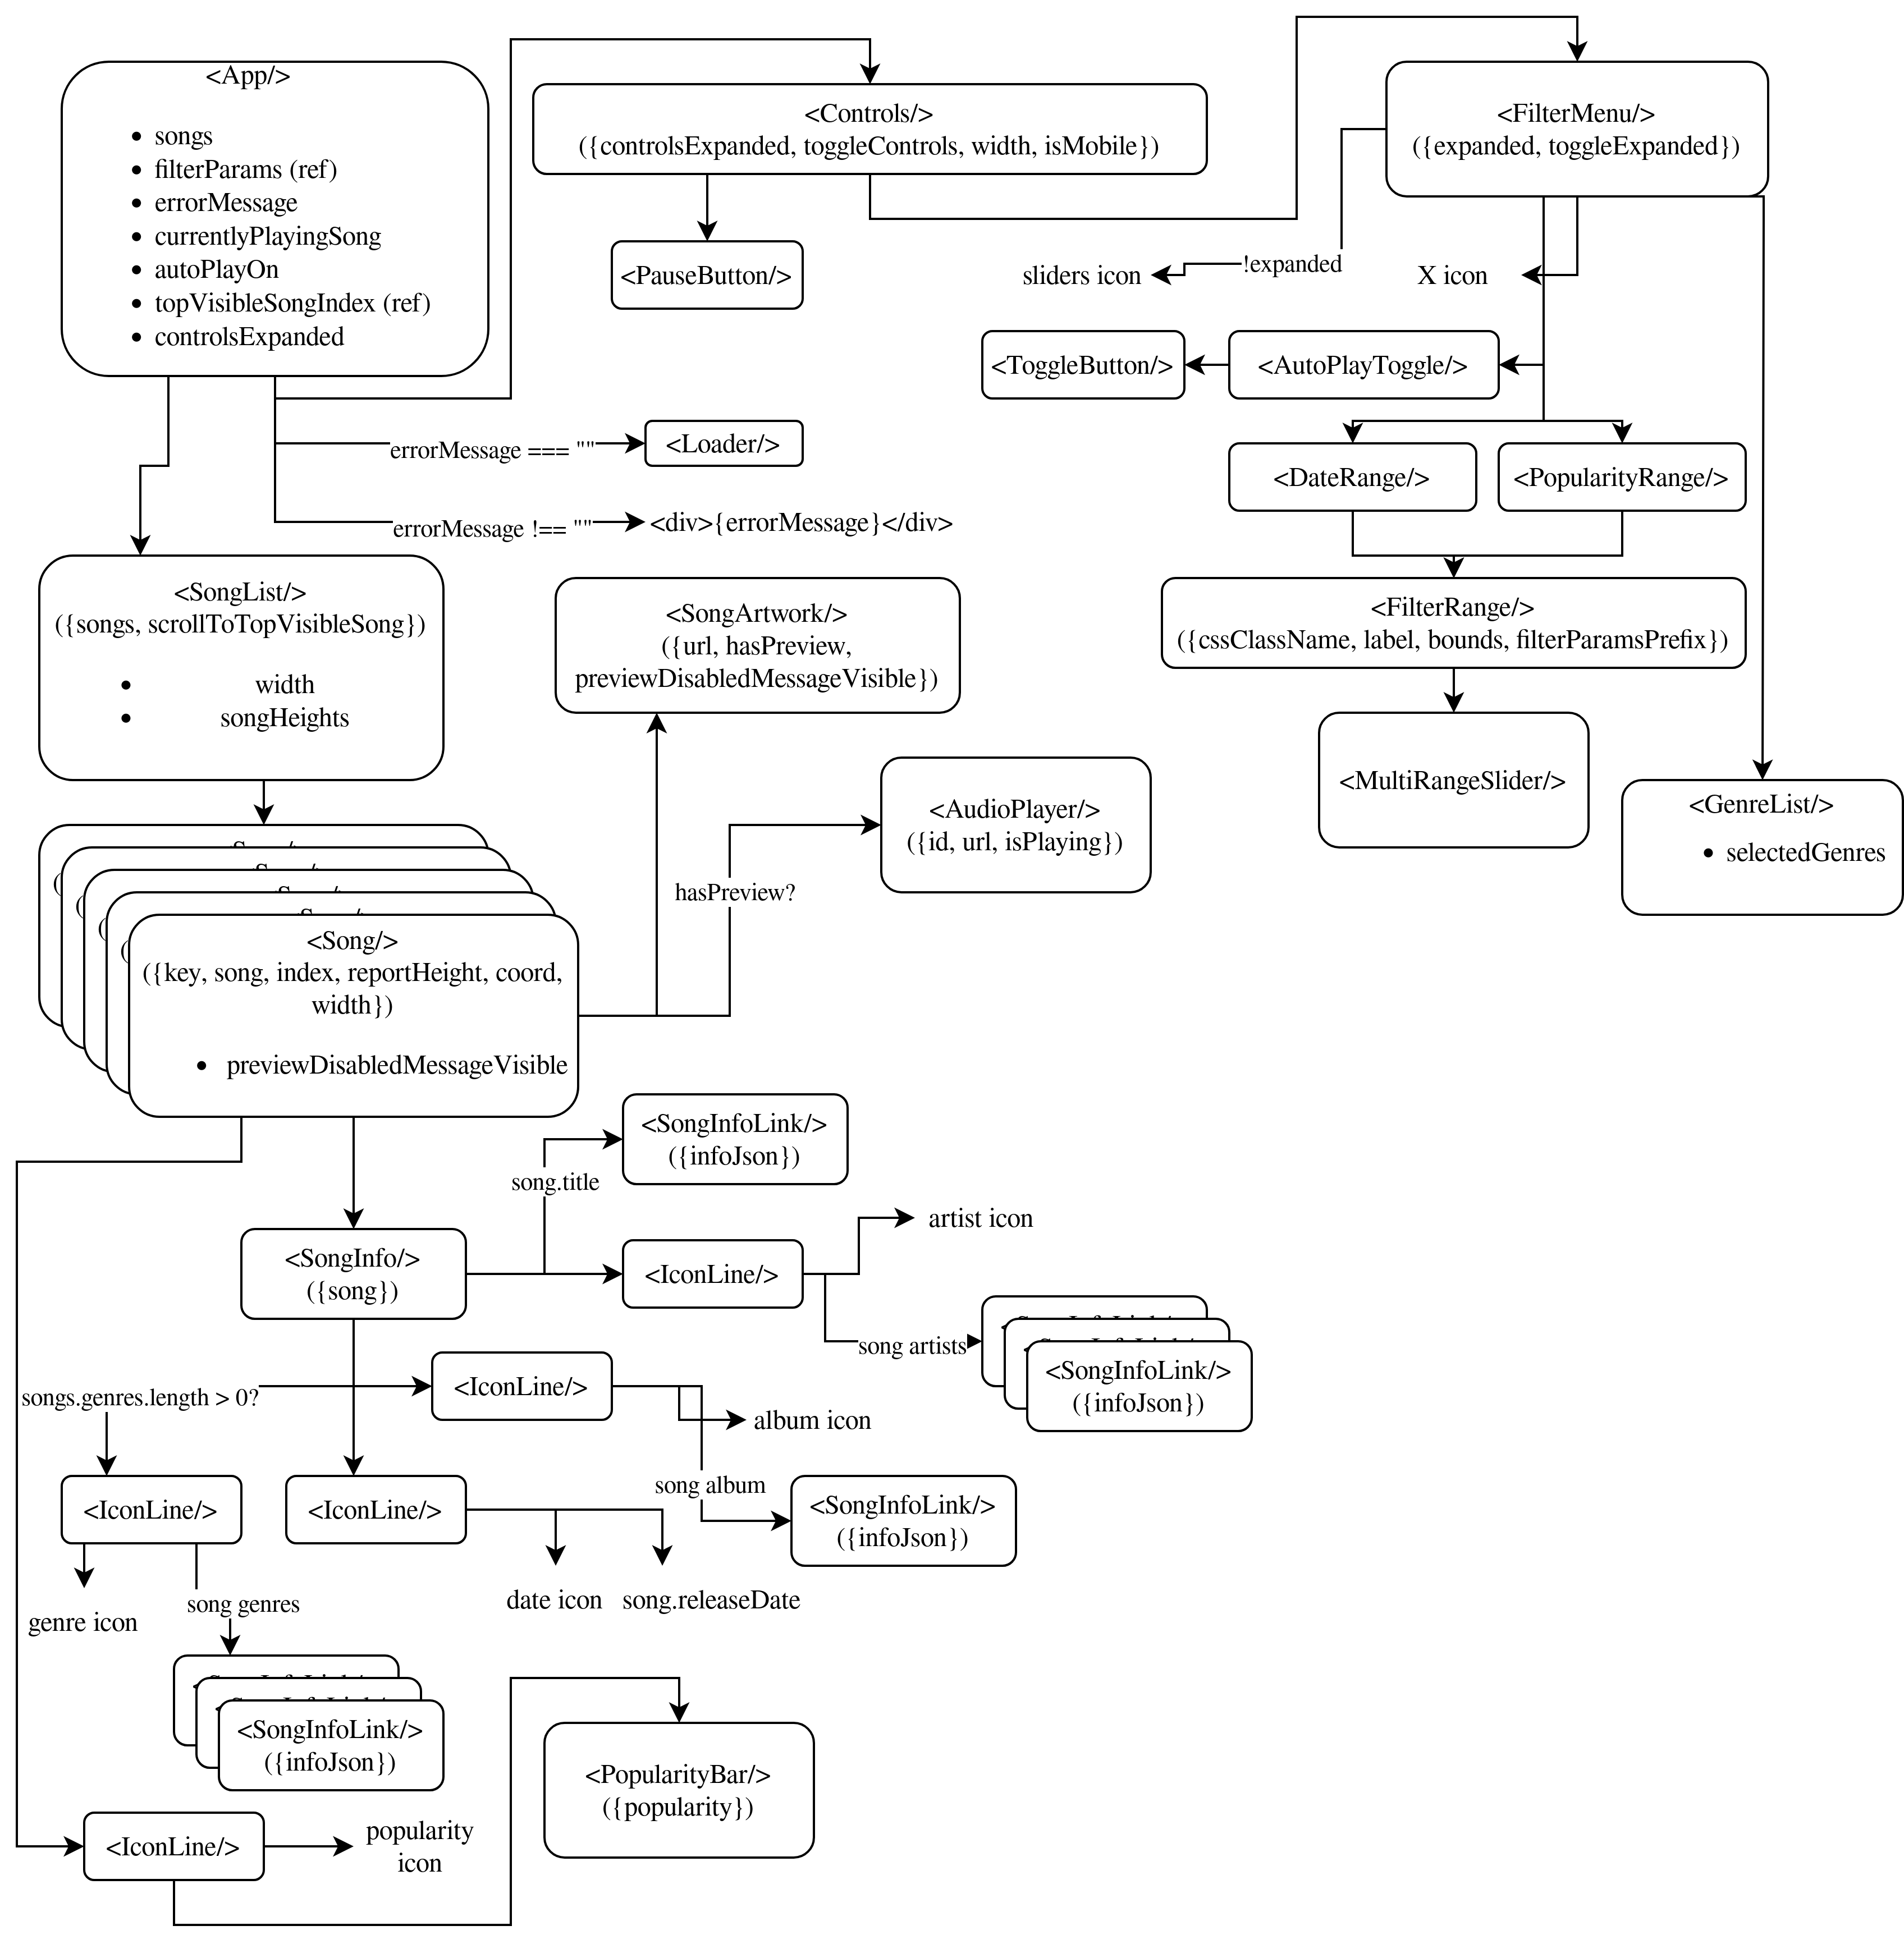 <App/>
songs
filterParams (ref)
errorMessage
currentlyPlayingSong
autoPlayOn
topVisibleSongIndex (ref)
controlsExpanded
<Controls/>
({controlsExpanded, toggleControls, width, isMobile})
<FilterMenu/>
({expanded, toggleExpanded})
<PauseButton/>
sliders icon
!expanded
X icon
<ToggleButton/>
<AutoPlayToggle/>
errorMessage === ""
<Loader/>
<DateRange/>
<PopularityRange/>
errorMessage !== ""
<div>{errorMessage}</div>
<SongList/>
({songs, scrollToTopVisibleSong})
width
songHeights
<SongArtwork/>
({url, hasPreview,
previewDisabledMessageVisible})
<FilterRange/>
({cssClassName, label, bounds, filterParamsPrefix})
<MultiRangeSlider/>
<GenreList/>
selectedGenres
<AudioPlayer/>
({id, url, isPlaying})
hasPreview?
<Song/>
({key, song, index, reportHeight, coord,
width})
previewDisabledMessageVisible
<SongInfoLink/>
({infoJson})
song.title
<SongInfo/>
({song})
<IconLine/>
artist icon
song artists
<SongInfoLink/>
({infoJson})
songs.genres.length > 0?
<IconLine/>
album icon
song album
<SongInfoLink/>
({infoJson})
<IconLine/>
<IconLine/>
date icon
song.releaseDate
genre icon
song genres
<SongInfoLink/>
({infoJson})
<PopularityBar/>
({popularity})
<IconLine/>
popularity
icon